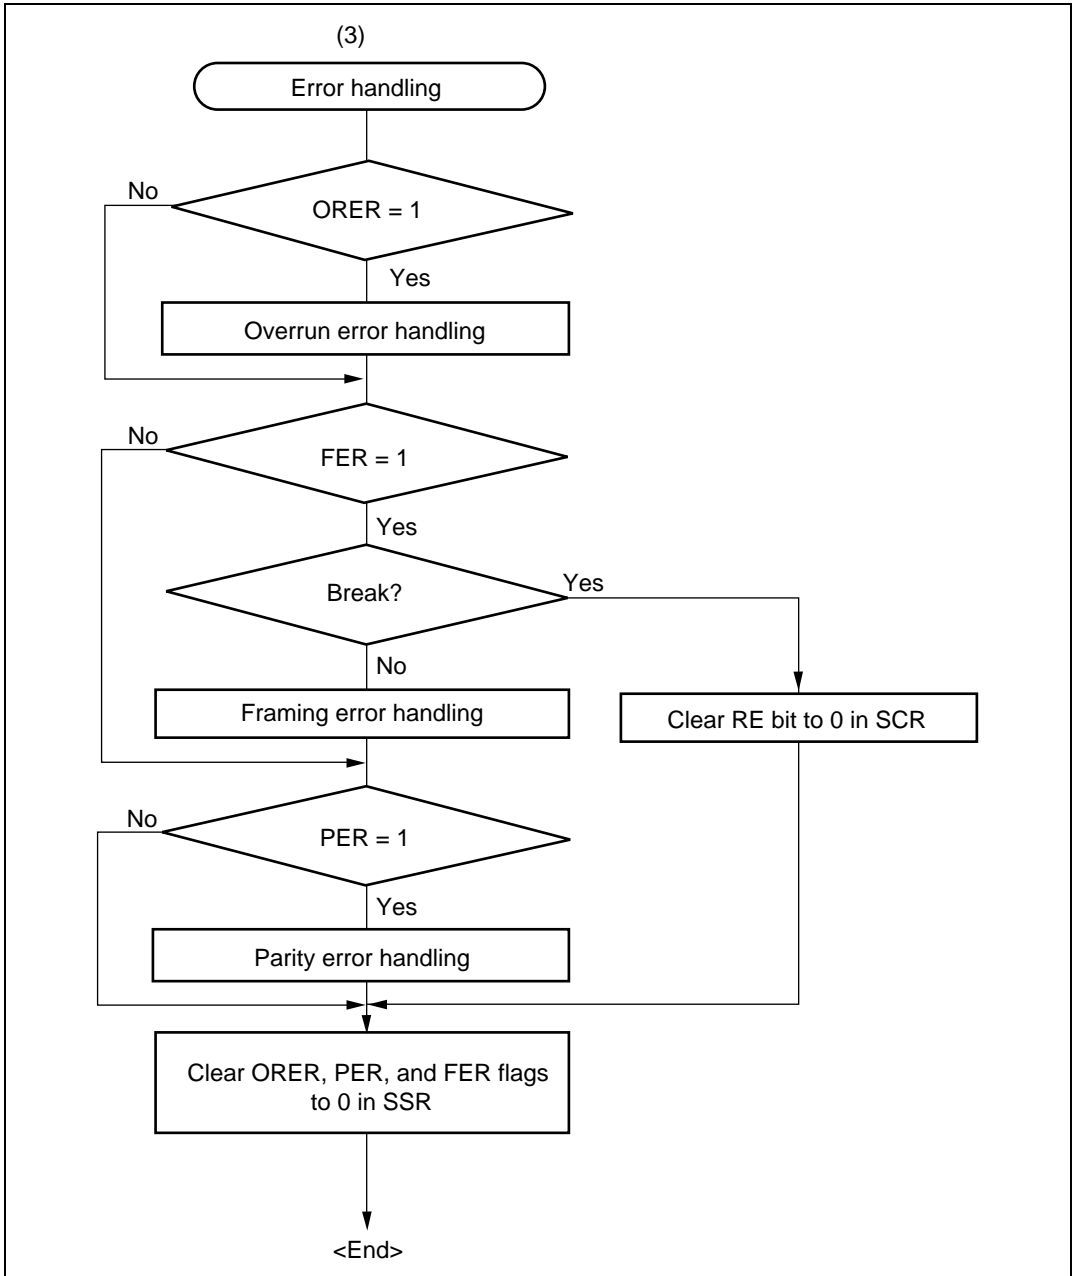 (3)
Error handling
No
ORER = 1
Yes
Overrun error handling
No
FER = 1
Yes
Break?
Yes
No
Framing error handling
Clear RE bit to 0 in SCR
No
PER = 1
Yes
Parity error handling
Clear ORER, PER, and FER flags
to 0 in SSR
<End>